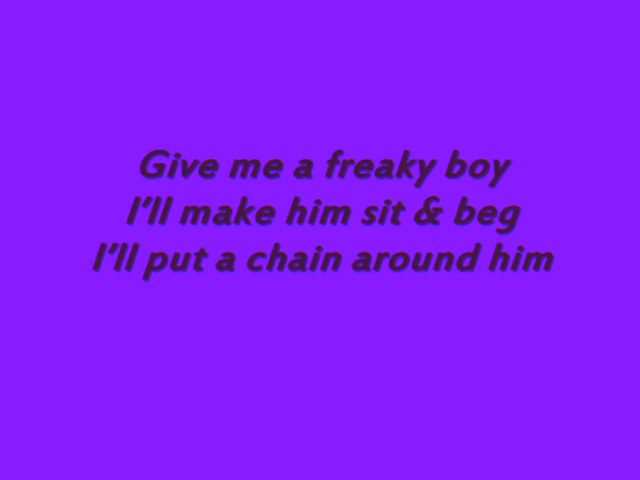 Give me a freaky boy
I'll make him sit & beg
I'll put a chain around him